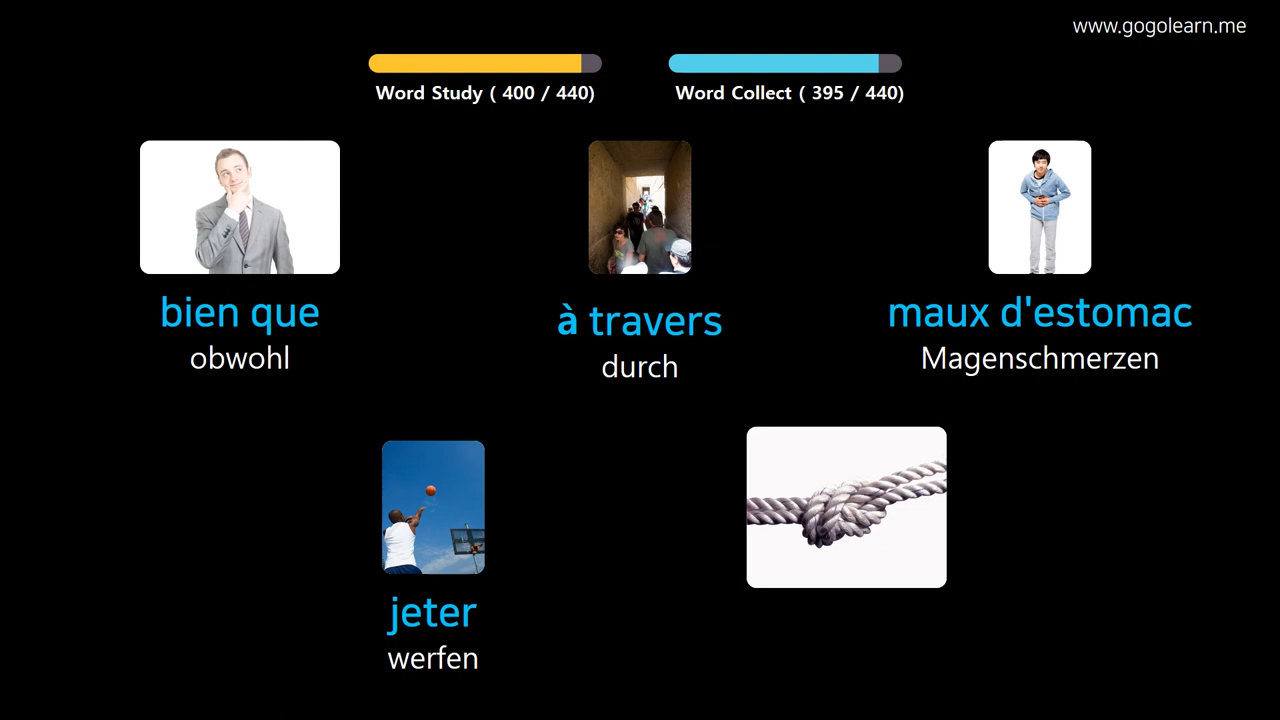 www.gogolearn.me
Word Study ( 400 / 440)
Word Collect ( 395 / 440)
bien que
obwohl
à travers
durch
maux d'estomac
Magenschmerzen
jeter
werfen